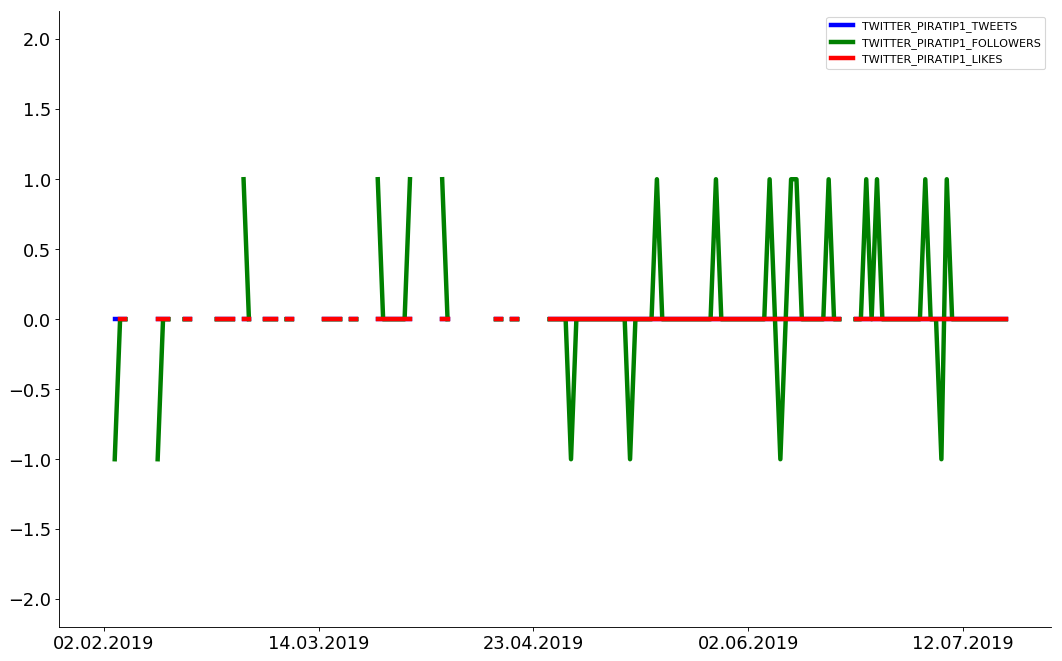 TWITTER_PIRATIP1_TWEETS
TWITTER_PIRATIP1_FOLLOWERS
TWITTER_PIRATIP1_LIKES
2.0
1.5
1.0
0.5
0.0
−0.5
−1.0
−1.5
−2.0
02.02.2019 14.03.2019 23.04.2019 02.06.2019 12.07.2019